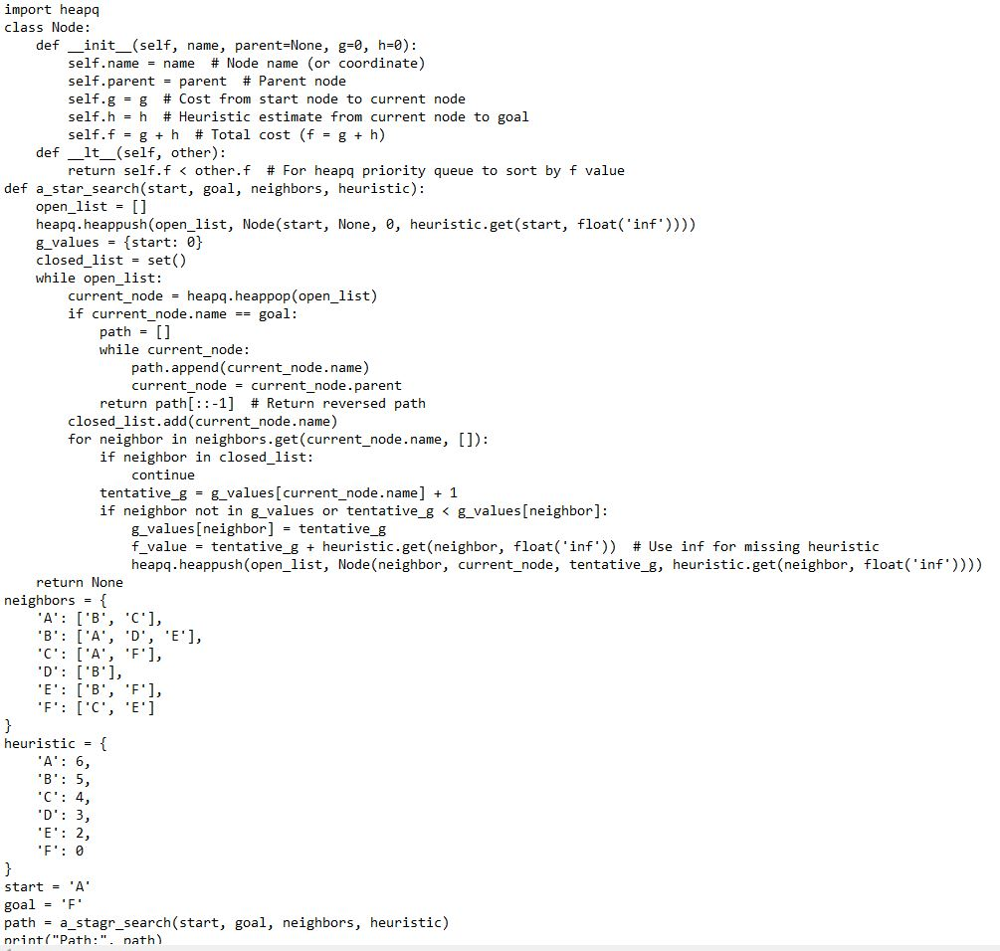 import heapq
class Node:
    def __init__(self, name, parent=None, g=0, h=0):
        self.name = name  # Node name (or coordinate)
        self.parent = parent  # Parent node
        self.g = g  # Cost from start node to current node
        self.h = h  # Heuristic estimate from current node to goal
        self.f = g + h  # Total cost (f = g + h)
    def __lt__(self, other):
        return self.f < other.f  # For heapq priority queue to sort by f value
def a_star_search(start, goal, neighbors, heuristic):
    open_list = []
    heapq.heappush(open_list, Node(start, None, 0, heuristic.get(start, float('inf'))))
    g_values = {start: 0}
    closed_list = set()
    while open_list:
        current_node = heapq.heappop(open_list)
        if current_node.name == goal:
            path = []
            while current_node:
                path.append(current_node.name)
                current_node = current_node.parent
            return path[::-1]  # Return reversed path
        closed_list.add(current_node.name)
        for neighbor in neighbors.get(current_node.name, []):
            if neighbor in closed_list:
                continue
            tentative_g = g_values[current_node.name] + 1
            if neighbor not in g_values or tentative_g < g_values[neighbor]:
                g_values[neighbor] = tentative_g
                f_value = tentative_g + heuristic.get(neighbor, float('inf'))  # Use inf for missing heuristic
                heapq.heappush(open_list, Node(neighbor, current_node, tentative_g, heuristic.get(neighbor, float('inf'))))
    return None
neighbors = {
    'A': ['B', 'C'],
    'B': ['A', 'D', 'E'],
    'C': ['A', 'F'],
    'D': ['B'],
    'E': ['B', 'F'],
    'F': ['C', 'E']
}
heuristic = {
    'A': 6,
    'B': 5,
    'C': 4,
    'D': 3,
    'E': 2,
    'F': 0
}
start = 'A'
goal = 'F'
path = a_stagr_search(start, goal, neighbors, heuristic)
print("Path:", path)